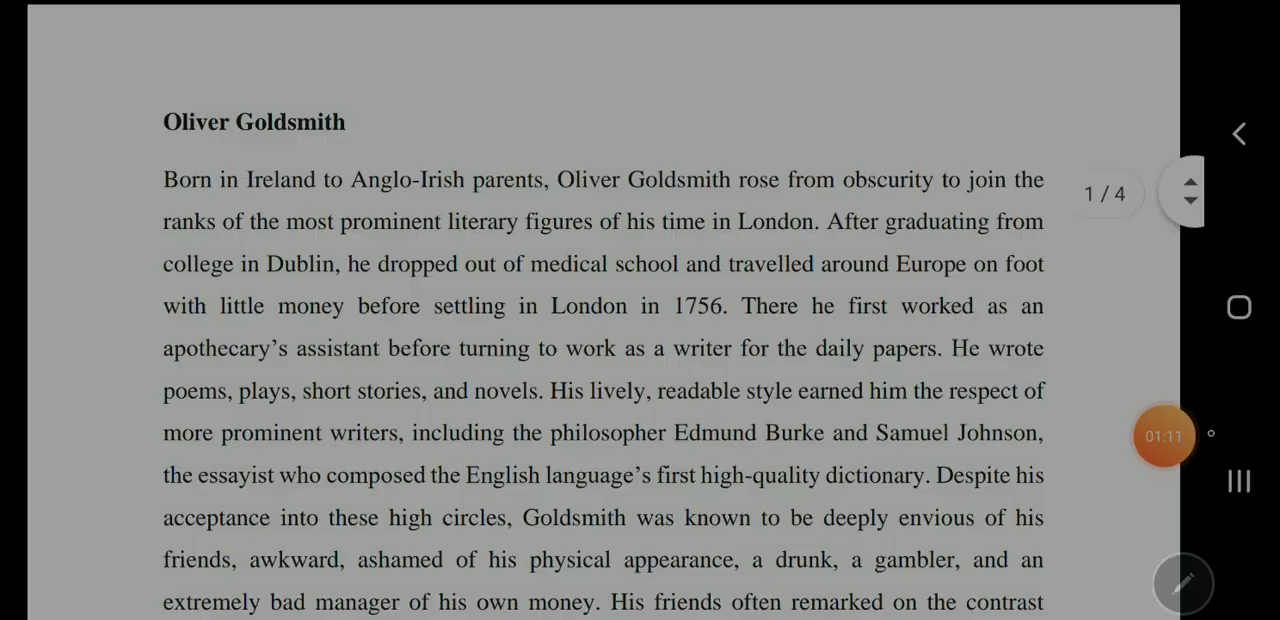 Oliver Goldsmith
Born in Ireland to Anglo-Irish parents, Oliver Goldsmith rose from obscurity to join the
ranks of the most prominent literary figures of his time in London. After graduating from
college in Dublin, he dropped out of medical school and travelled around Europe on foot
with little money before settling in London in 1756. There he first worked as an
apothecary’s assistant before turning to work as a writer for the daily papers. He wrote
poems, plays, short stories, and novels. His lively, readable style earned him the respect of
more prominent writers, including the philosopher Edmund Burke and Samuel Johnson,
the essayist who composed the English language’s first high-quality dictionary. Despite his
acceptance into these high circles, Goldsmith was known to be deeply envious of his
friends, awkward, ashamed of his physical appearance, a drunk, a gambler, and an
extremely bad manager of his own money. His friends often remarked on the contrast
1 / 4
01:11